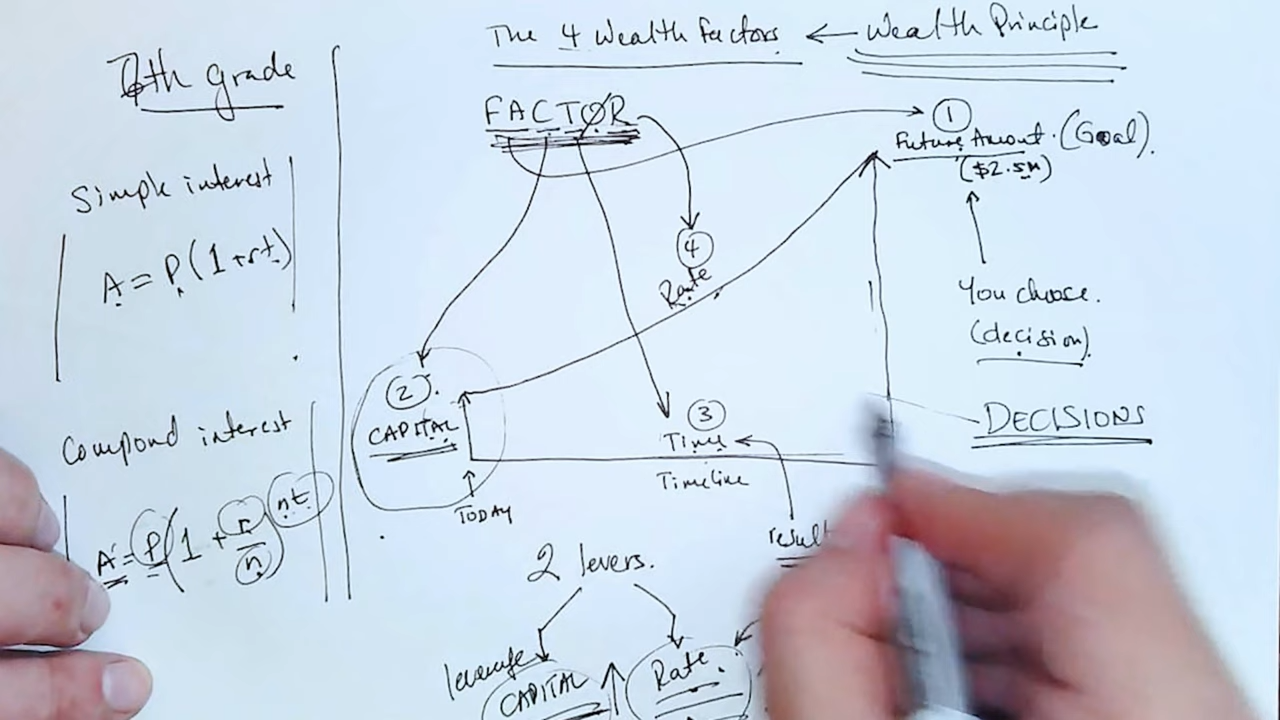 7th grade
Simple interest
A = P(1+rt)
Compond interest
A = P(1 + r/n)^nt
The 4 Wealth Factors ← Wealth Principle
FACTOR
1
Future Amount. (Goal).
($2.5M)
You choose.
(decision)
DECISIONS
4
Rate
2
CAPITAL
TODAY
3
Time
Timeline
result
2 levers.
leverage
CAPITAL
Rate.